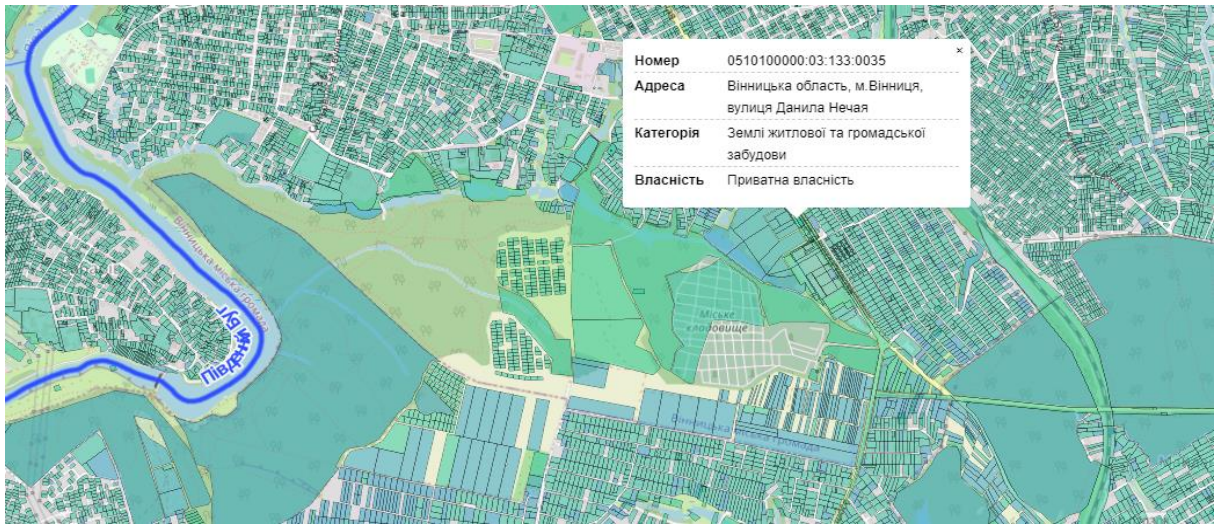 ×
Номер 0510100000:03:133:0035
Адреса Вінницька область, м.Вінниця,
вулиця Данила Нечая
Категорія Землі житлової та громадської
забудови
Власність Приватна власність
Вінницька міська громада
Південний Буг
Міське
кладовище
Вінницька міська громада